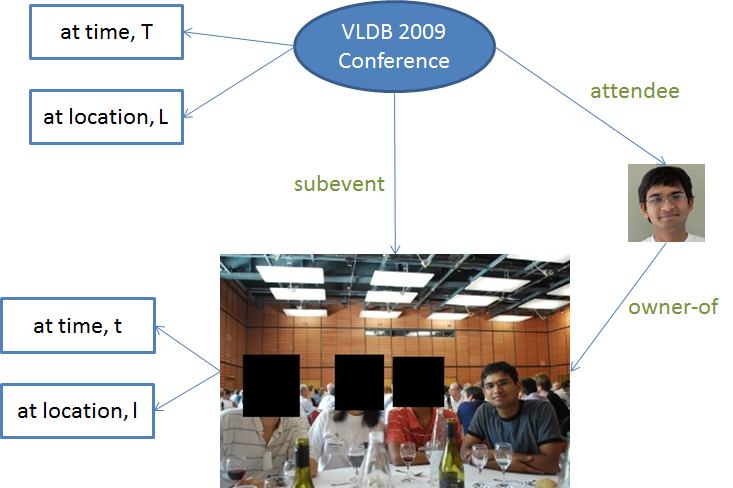 at time, T
VLDB 2009
Conference
at location, L
attendee
subevent
owner-of
at time, t
at location, l